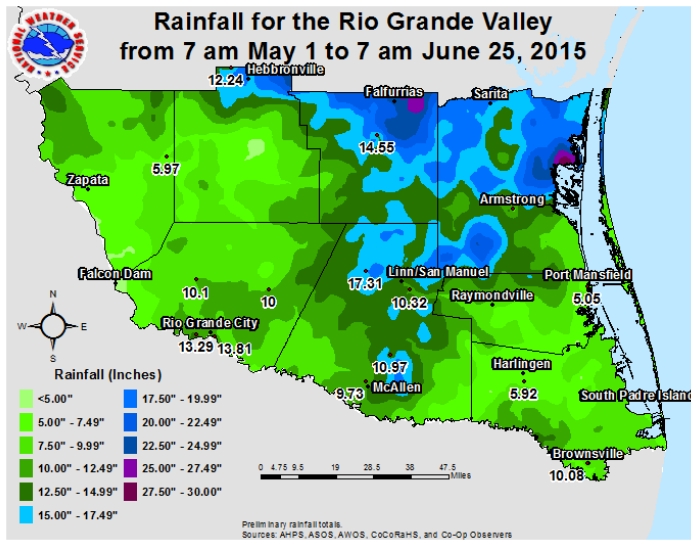 Rainfall for the Rio Grande Valley
from 7 am May 1 to 7 am June 25, 2015
NATIONAL WEATHER SERVICE
Hebbronville
12.24
Falfurrias
Sarita
14.55
5.97
Zapata
Armstrong
Falcon Dam
Linn/San Manuel
Port Mansfield
17.31
10.1
10
10.32
Raymondville
5.05
N
W E
S
Rio Grande City
13.29 13.81
10.97
Harlingen
9.73
McAllen
5.92
South Padre Island
Brownsville
10.08
Rainfall (Inches)
<5.00" 17.50" - 19.99"
5.00" - 7.49" 20.00" - 22.49"
7.50" - 9.99" 22.50" - 24.99"
10.00" - 12.49" 25.00" - 27.49"
12.50" - 14.99" 27.50" - 30.00"
15.00" - 17.49"
0 4.75 9.5 19 28.5 38 47.5
Miles
Preliminary rainfall totals.
Sources: AHPS, ASOS, AWOS, CoCoRaHS, and Co-Op Observers